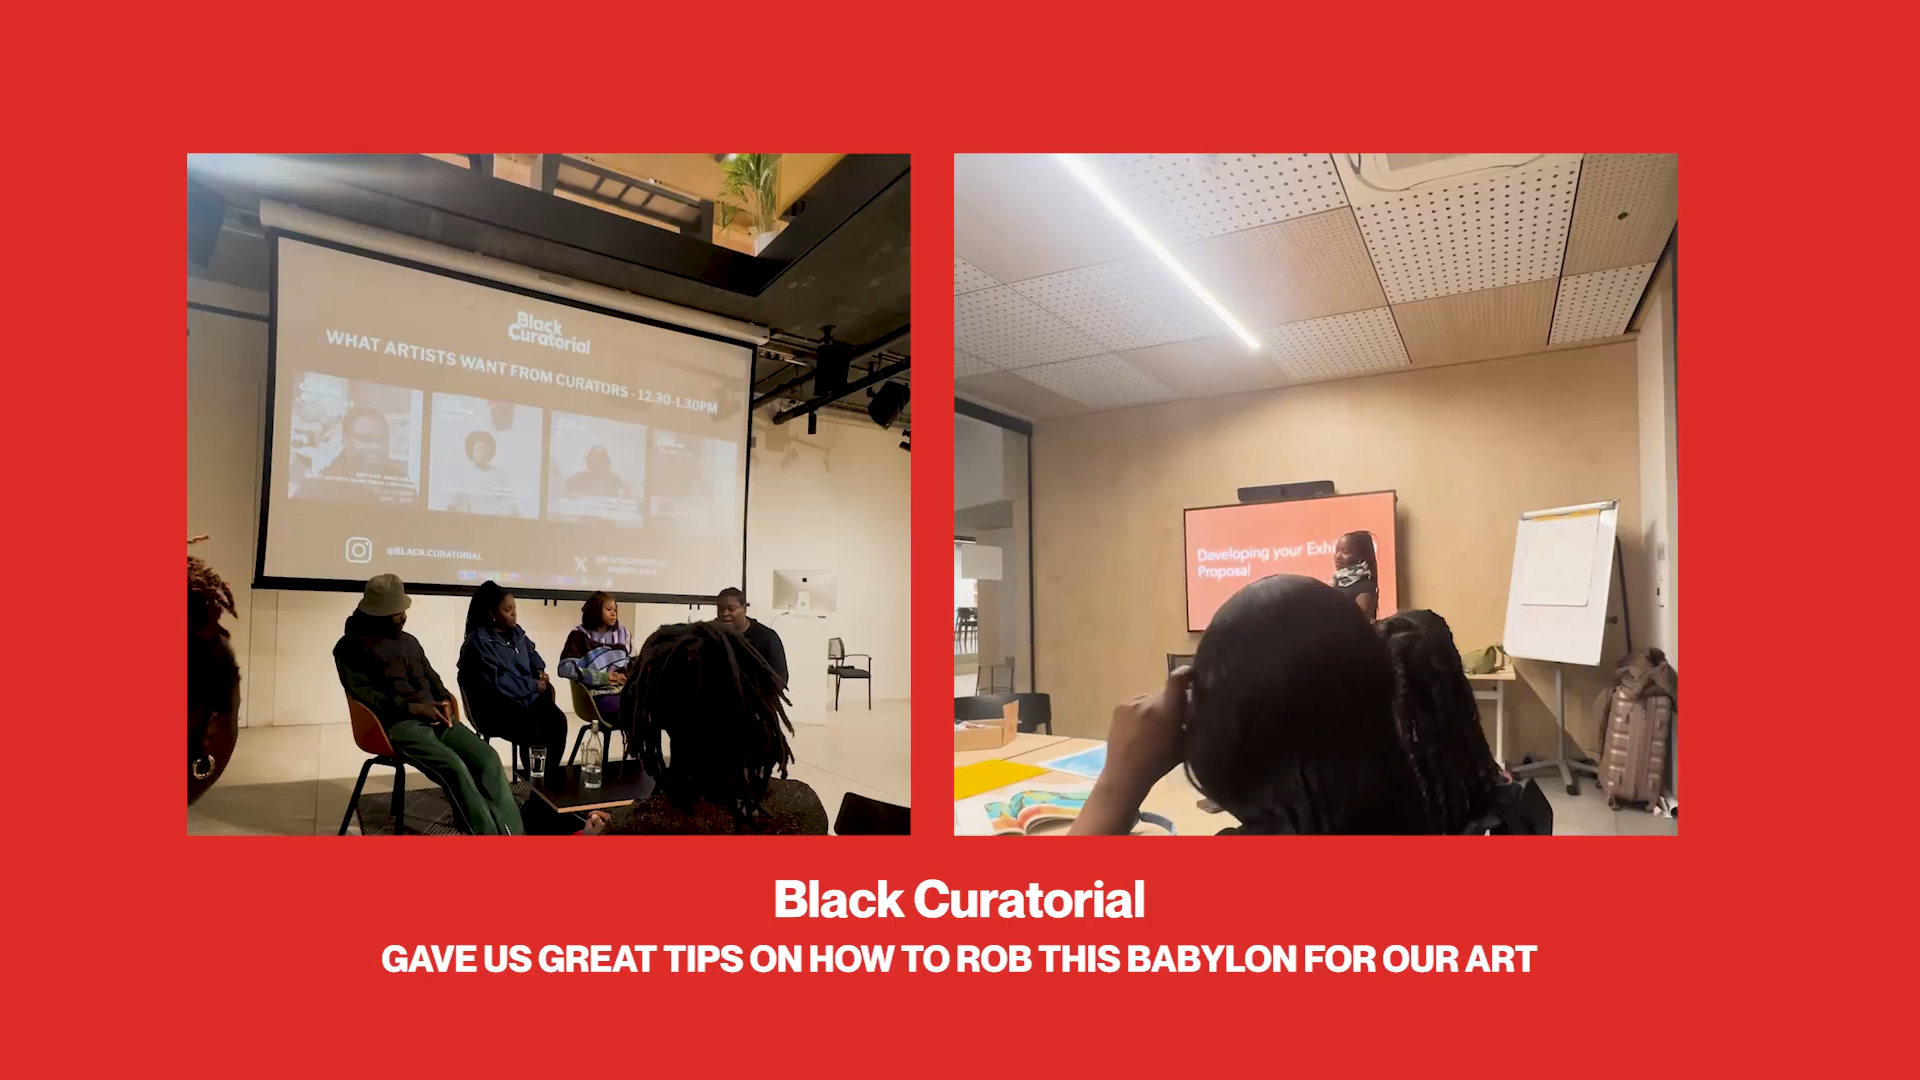 Black
Curatorial
WHAT ARTISTS WANT FROM CURATORS - 12.30-1.30PM
@BLACK.CURATORIAL
Developing your
Proposal
Black Curatorial
GAVE US GREAT TIPS ON HOW TO ROB THIS BABYLON FOR OUR ART